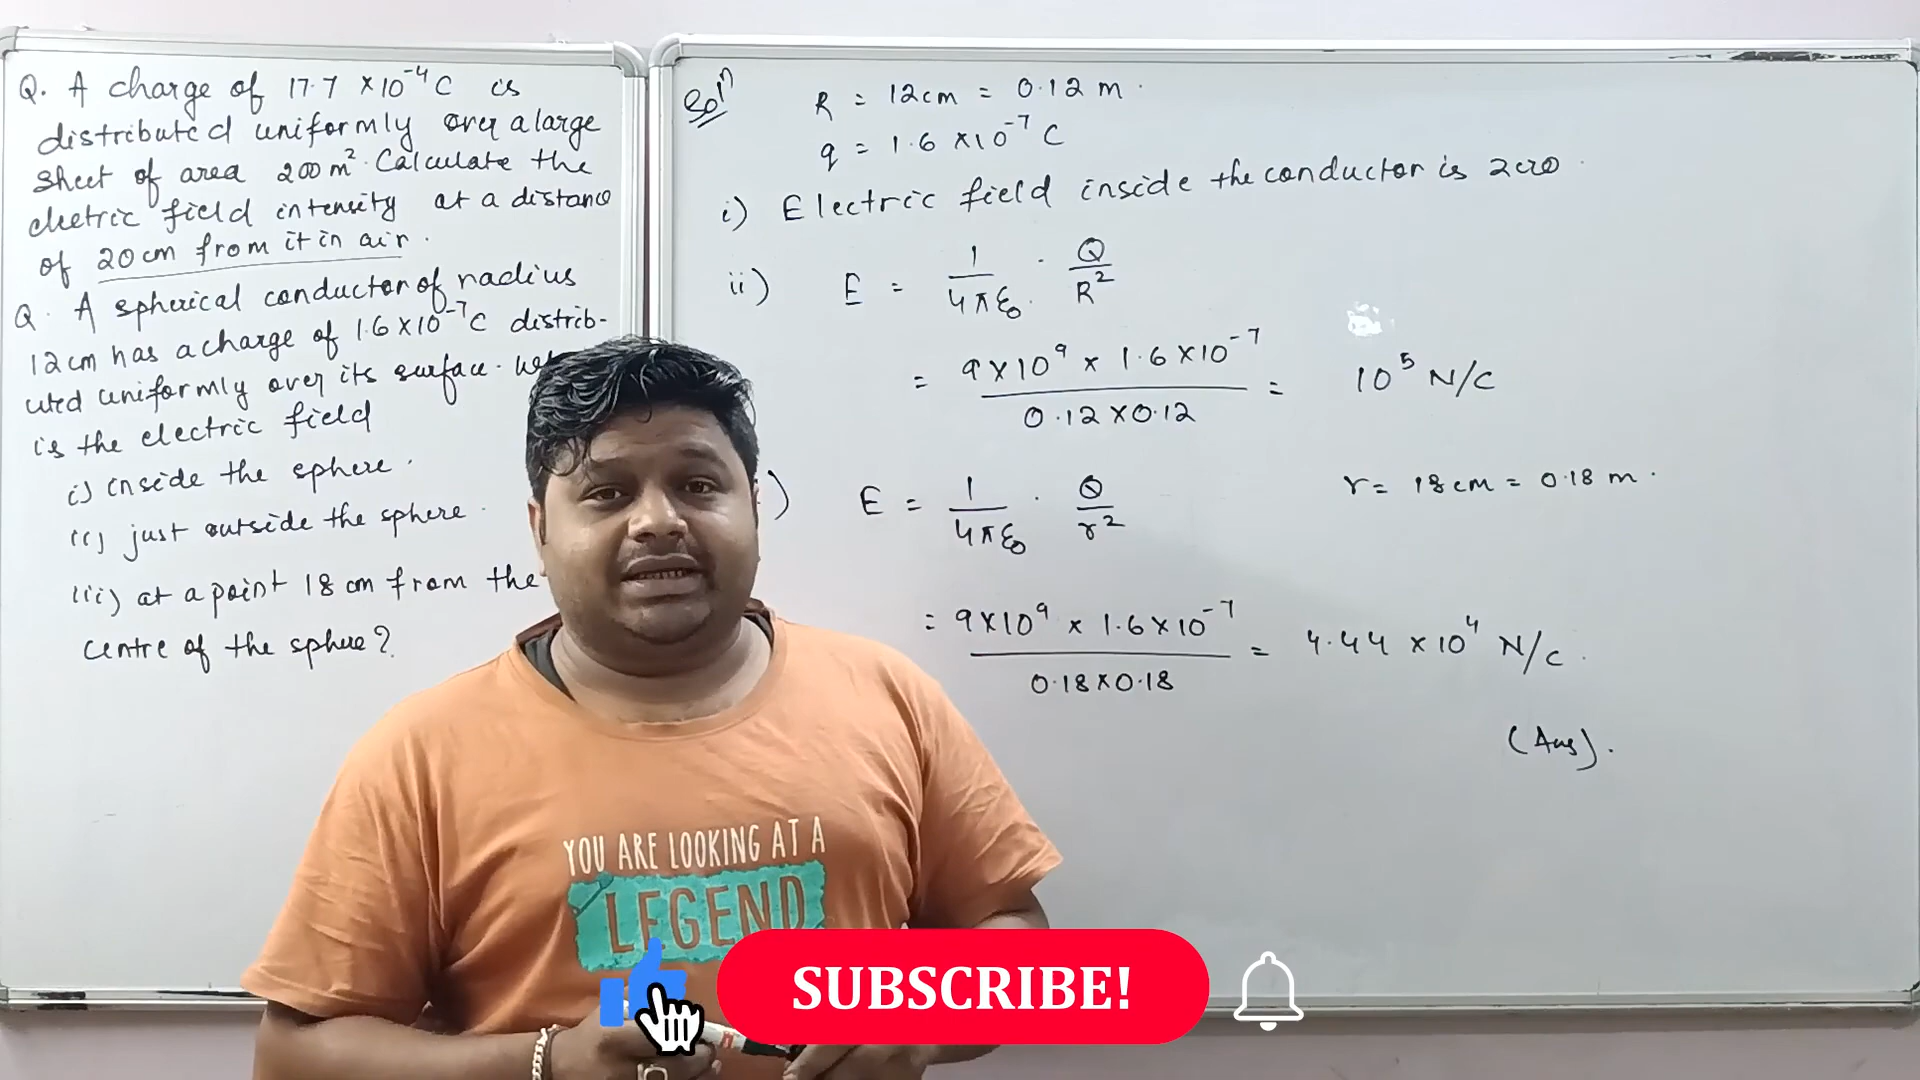 Q. A charge of 17.7 ×10⁻⁴ C is
distributed uniformly over a large
sheet of area 200 m². Calculate the
electric field intensity at a distance
of 20 cm from it in air.
Q. A spherical conductor of radius
12 cm has a charge of 1.6×10⁻⁷C distrib-
uted uniformly over its surface.
is the electric field
i) inside the sphere.
ii) just outside the sphere.
iii) at a point 18 cm from the
centre of the sphere?
Solⁿ
R = 12cm = 0.12 m.
q = 1.6 ×10⁻⁷ C
i) Electric field inside the conductor is zero.
ii) E = 1/4πε₀ · Q/R²
= 9×10⁹ × 1.6×10⁻⁷ / 0.12×0.12 = 10⁵ N/C
) E = 1/4πε₀ · Q/r² r = 18cm = 0.18 m.
= 9×10⁹ × 1.6×10⁻⁷ / 0.18×0.18 = 4.44 × 10⁴ N/C.
(Ans).
YOU ARE LOOKING AT A
LEGEND
SUBSCRIBE!